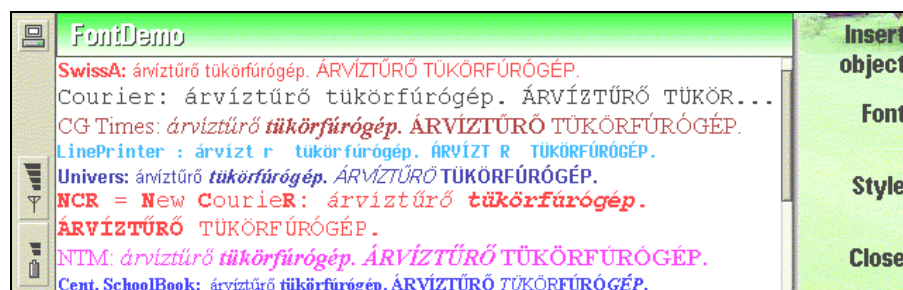 FontDemo
SwissA: árvíztűrő tükörfúrógép. ÁRVÍZTŰRŐ TÜKÖRFÚRÓGÉP.
Courier: árvíztűrő tükörfúrógép. ÁRVÍZTŰRŐ TÜKÖR...
CG Times: árvíztűrő tükörfúrógép. ÁRVÍZTŰRŐ TÜKÖRFÚRÓGÉP.
LinePrinter : árvízt r  tükörfúrógép. ÁRVÍZT R  TÜKÖRFÚRÓGÉP.
Univers: árvíztűrő tükörfúrógép. ÁRVÍZTŰRŐ TÜKÖRFÚRÓGÉP.
NCR = New CourieR: árvíztűrő tükörfúrógép.
ÁRVÍZTŰRŐ TÜKÖRFÚRÓGÉP.
NTM: árvíztűrő tükörfúrógép. ÁRVÍZTŰRŐ TÜKÖRFÚRÓGÉP.
Cent. SchoolBook: árvíztűrő tükörfúrógép. ÁRVÍZTŰRŐ TÜKÖRFÚRÓGÉP.
Insert
object
Font
Style
Close